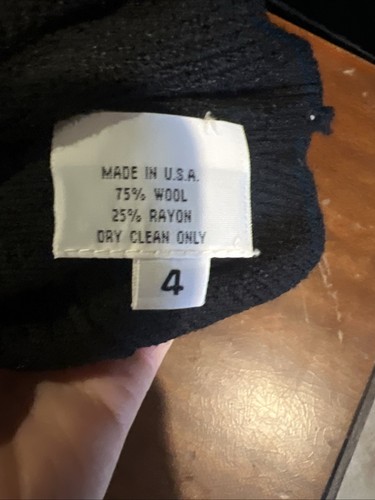 MADE IN U.S.A.
75% WOOL
25% RAYON
DRY CLEAN ONLY
4